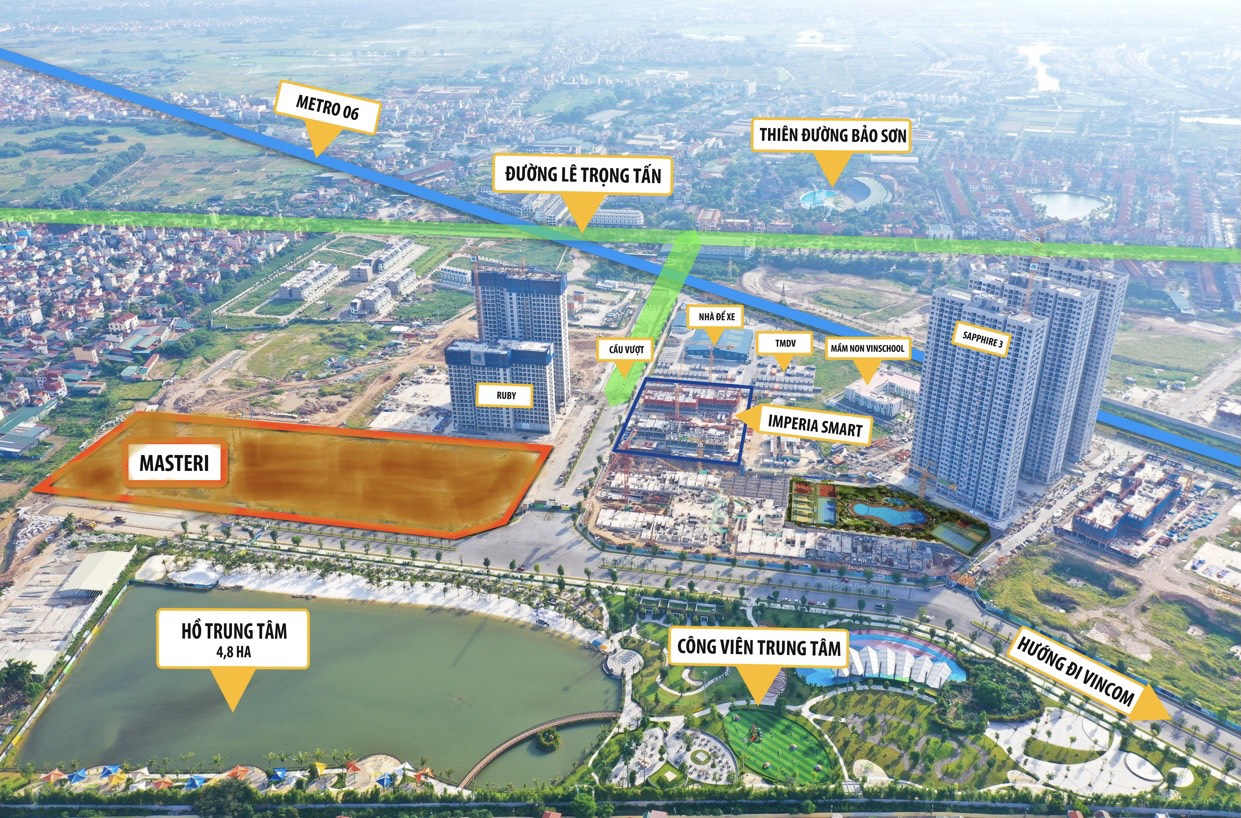 METRO 06
THIÊN ĐƯỜNG BẢO SƠN
ĐƯỜNG LÊ TRỌNG TẤN
NHÀ ĐỂ XE
CẦU VƯỢT
TMDV
MẦM NON VINSCHOOL
SAPPHIRE 3
RUBY
IMPERIA SMART
MASTERI
HỒ TRUNG TÂM
4,8 HA
CÔNG VIÊN TRUNG TÂM
HƯỚNG ĐI VINCOM